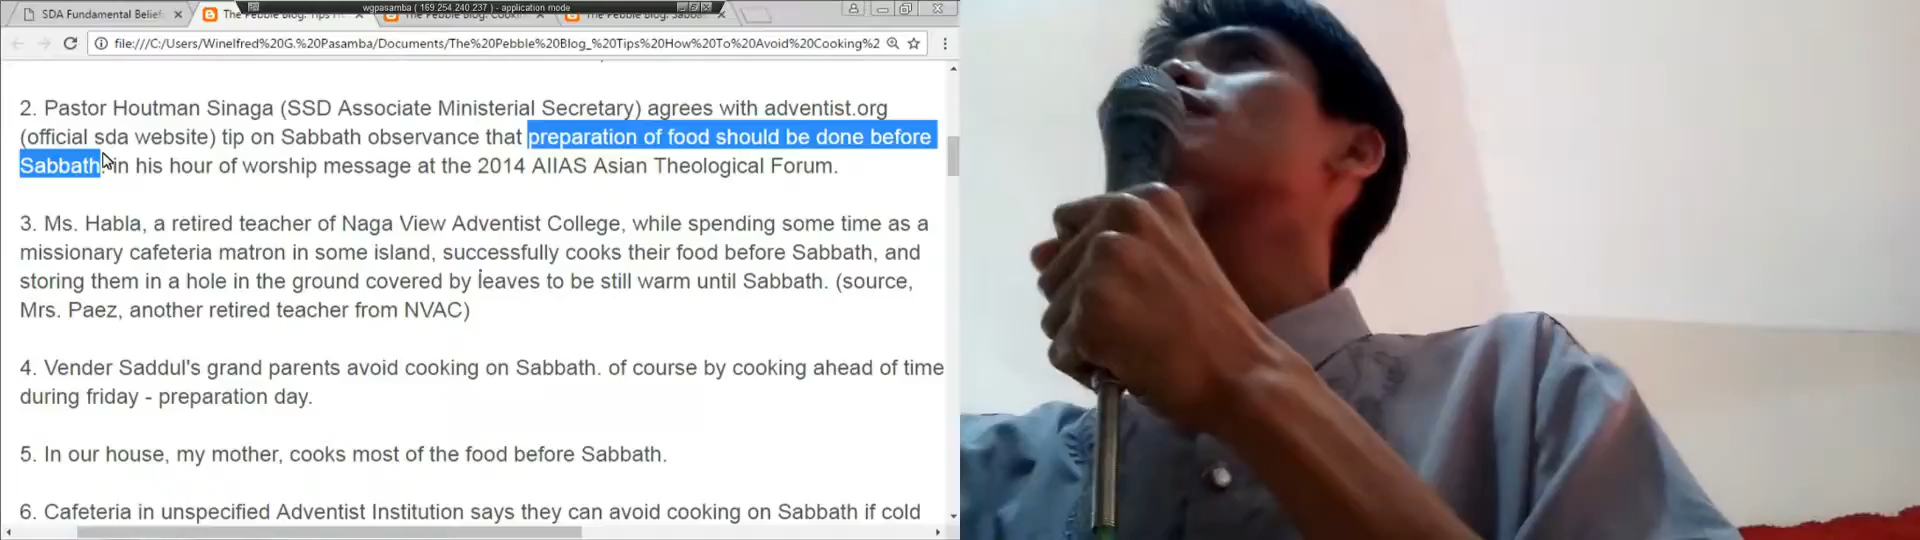 SDA Fundamental Belief
The Pebble Blog: Tips H
wgpasamba ( 169.254.240.237 ) - application mode
The Pebble Blog: Cooki
The Pebble Blog: Sabba
file:///C:/Users/Winelfred%20G.%20Pasamba/Documents/The%20Pebble%20Blog_%20Tips%20How%20To%20Avoid%20Cooking%2
2. Pastor Houtman Sinaga (SSD Associate Ministerial Secretary) agrees with adventist.org
(official sda website) tip on Sabbath observance that preparation of food should be done before
Sabbath. in his hour of worship message at the 2014 AIIAS Asian Theological Forum.
3. Ms. Habla, a retired teacher of Naga View Adventist College, while spending some time as a
missionary cafeteria matron in some island, successfully cooks their food before Sabbath, and
storing them in a hole in the ground covered by leaves to be still warm until Sabbath. (source,
Mrs. Paez, another retired teacher from NVAC)
4. Vender Saddul's grand parents avoid cooking on Sabbath. of course by cooking ahead of time
during friday - preparation day.
5. In our house, my mother, cooks most of the food before Sabbath.
6. Cafeteria in unspecified Adventist Institution says they can avoid cooking on Sabbath if cold